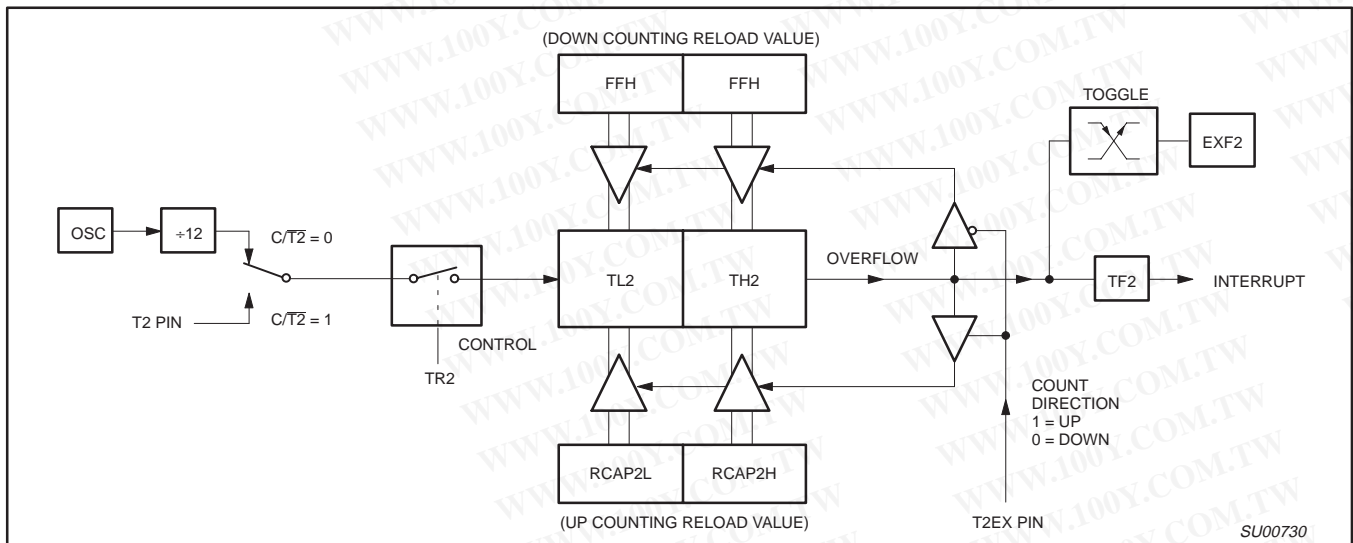 (DOWN COUNTING RELOAD VALUE)
FFH FFH
TOGGLE
EXF2
OSC ÷12 C/T2 = 0
OVERFLOW
TL2 TH2
TF2 INTERRUPT
T2 PIN C/T2 = 1
CONTROL
TR2
COUNT
DIRECTION
1 = UP
0 = DOWN
RCAP2L RCAP2H
(UP COUNTING RELOAD VALUE)
T2EX PIN
SU00730
WWW.100Y.COM.TW